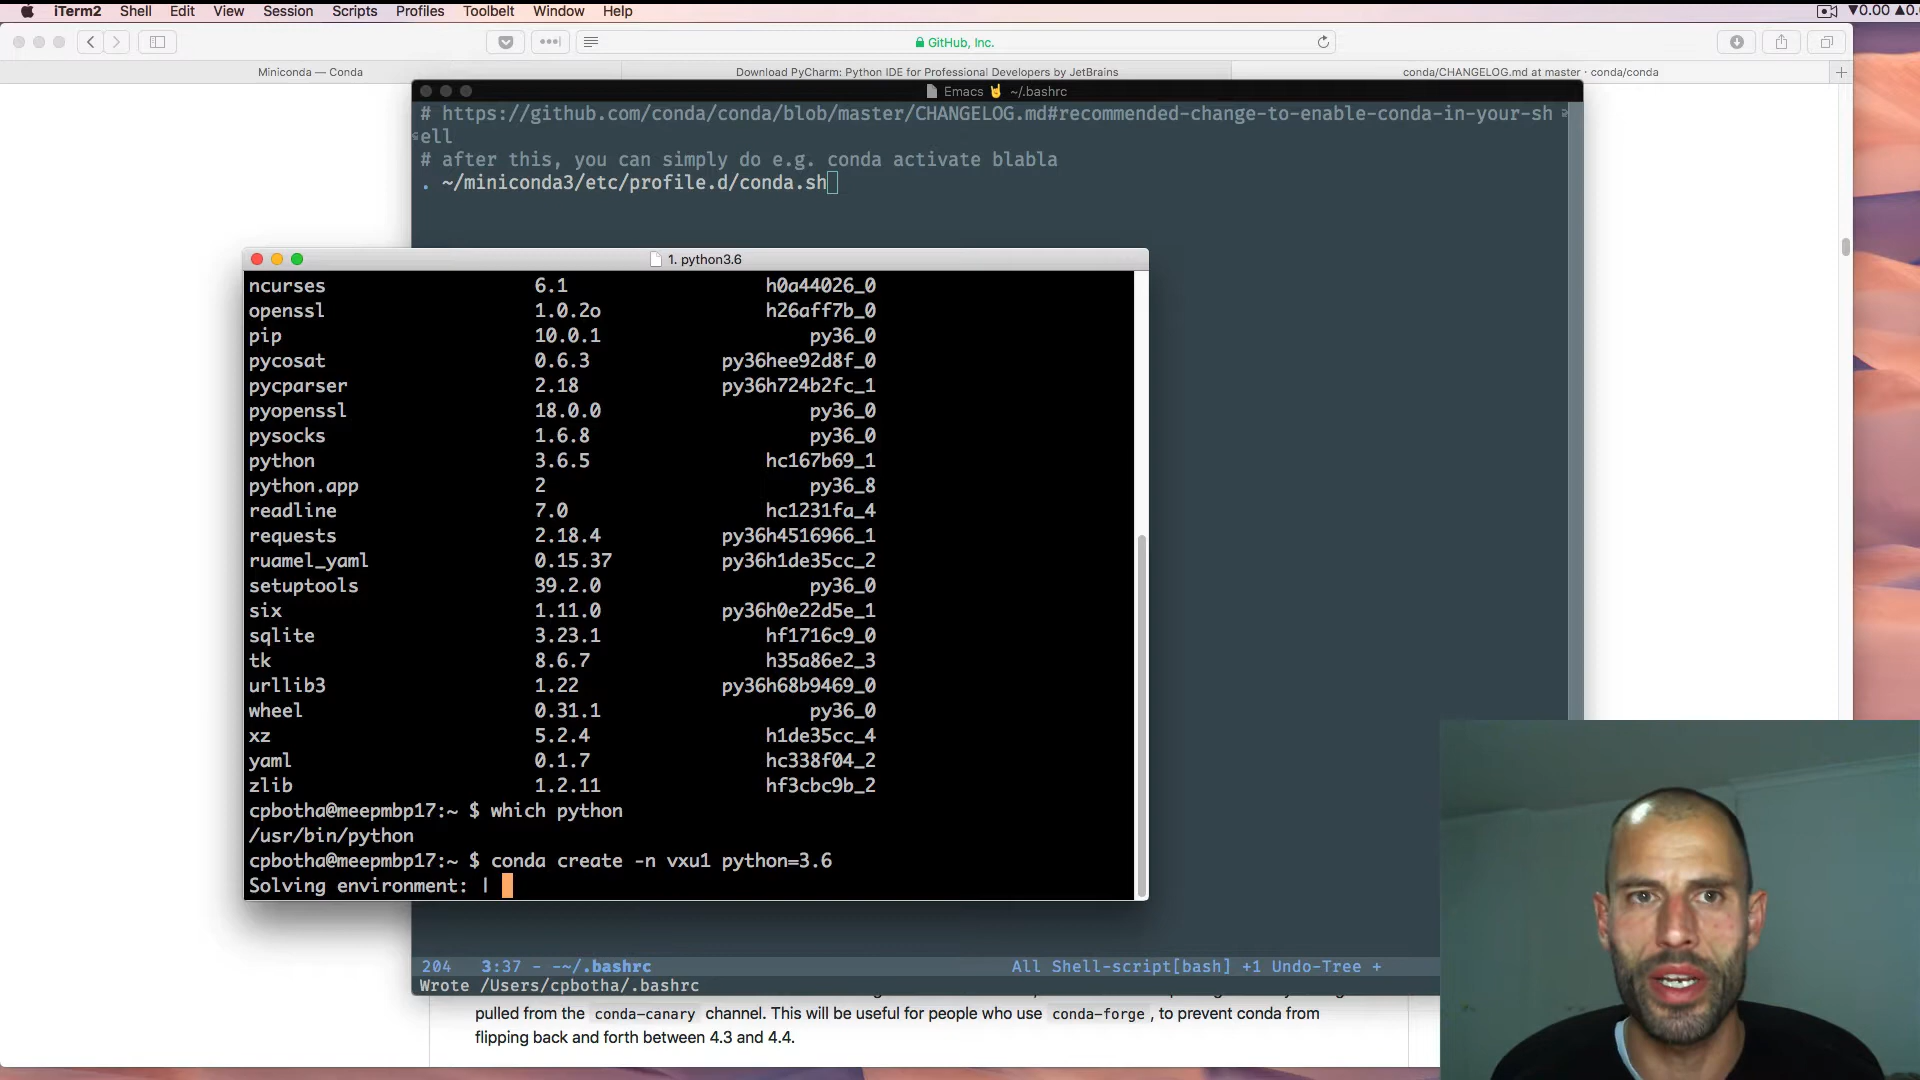 iTerm2 Shell Edit View Session Scripts Profiles Toolbelt Window Help
▼0.00 ▲0.
GitHub, Inc.
Miniconda — Conda
Download PyCharm: Python IDE for Professional Developers by JetBrains
conda/CHANGELOG.md at master · conda/conda
Emacs 🤘 ~/.bashrc
# https://github.com/conda/conda/blob/master/CHANGELOG.md#recommended-change-to-enable-conda-in-your-sh
ell
# after this, you can simply do e.g. conda activate blabla
. ~/miniconda3/etc/profile.d/conda.sh
1. python3.6
ncurses 6.1 h0a44026_0
openssl 1.0.2o h26aff7b_0
pip 10.0.1 py36_0
pycosat 0.6.3 py36hee92d8f_0
pycparser 2.18 py36h724b2fc_1
pyopenssl 18.0.0 py36_0
pysocks 1.6.8 py36_0
python 3.6.5 hc167b69_1
python.app 2 py36_8
readline 7.0 hc1231fa_4
requests 2.18.4 py36h4516966_1
ruamel_yaml 0.15.37 py36h1de35cc_2
setuptools 39.2.0 py36_0
six 1.11.0 py36h0e22d5e_1
sqlite 3.23.1 hf1716c9_0
tk 8.6.7 h35a86e2_3
urllib3 1.22 py36h68b9469_0
wheel 0.31.1 py36_0
xz 5.2.4 h1de35cc_4
yaml 0.1.7 hc338f04_2
zlib 1.2.11 hf3cbc9b_2
cpbotha@meepmbp17:~ $ which python
/usr/bin/python
cpbotha@meepmbp17:~ $ conda create -n vxu1 python=3.6
Solving environment: |
204 3:37 - -~/.bashrc All Shell-script[bash] +1 Undo-Tree +
Wrote /Users/cpbotha/.bashrc
pulled from the conda-canary channel. This will be useful for people who use conda-forge , to prevent conda from
flipping back and forth between 4.3 and 4.4.